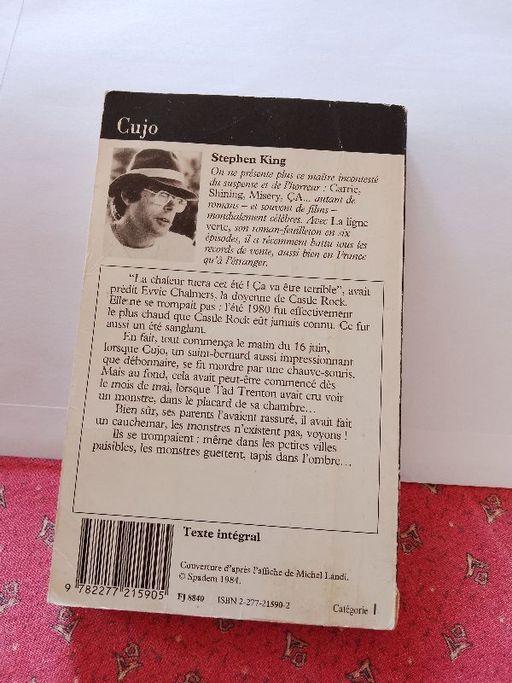 Cujo
Stephen King
On ne présente plus ce maître incontesté
du suspense et de l'horreur : Carrie,
Shining, Misery, ÇA... autant de
romans – et souvent de films –
mondialement célèbres. Avec La ligne
verte, son roman-feuilleton en six
épisodes, il a récemment battu tous les
records de vente, aussi bien en France
qu'à l'étranger.
“La chaleur tuera cet été ! Ça va être terrible”, avait
prédit Evvie Chalmers, la doyenne de Castle Rock.
Elle ne se trompait pas : l'été 1980 fut effectivement
le plus chaud que Castle Rock eût jamais connu. Ce fut
aussi un été sanglant.
En fait, tout commença le matin du 16 juin,
lorsque Cujo, un saint-bernard aussi impressionnant
que débonnaire, se fit mordre par une chauve-souris.
Mais au fond, cela avait peut-être commencé dès
le mois de mai, lorsque Tad Trenton avait cru voir
un monstre, dans le placard de sa chambre...
Bien sûr, ses parents l'avaient rassuré, il avait fait
un cauchemar, les monstres n'existent pas, voyons !
Ils se trompaient : même dans les petites villes
paisibles, les monstres guettent, tapis dans l'ombre...
Texte intégral
Couverture d'après l'affiche de Michel Landi.
© Spadem 1984.
9 782277 215905
FJ 8849 ISBN 2-277-21590-2
Catégorie 1